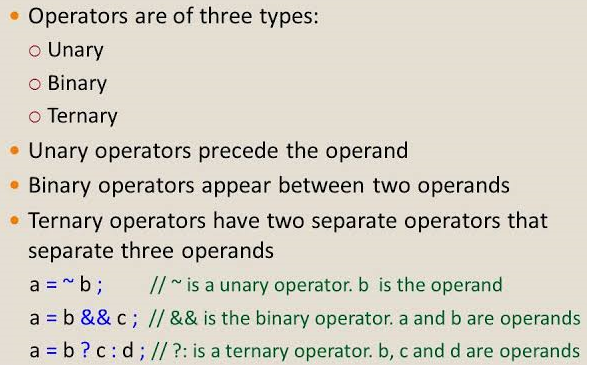 • Operators are of three types:
○ Unary
○ Binary
○ Ternary
• Unary operators precede the operand
• Binary operators appear between two operands
• Ternary operators have two separate operators that
separate three operands
a = ~ b ; // ~ is a unary operator. b is the operand
a = b && c ; // && is the binary operator. a and b are operands
a = b ? c : d ; // ?: is a ternary operator. b, c and d are operands